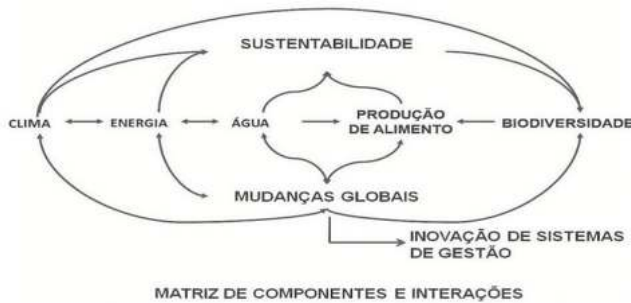 SUSTENTABILIDADE
CLIMA
ENERGIA
ÁGUA
PRODUÇÃO
DE ALIMENTO
BIODIVERSIDADE
MUDANÇAS GLOBAIS
INOVAÇÃO DE SISTEMAS
DE GESTÃO
MATRIZ DE COMPONENTES E INTERAÇÕES